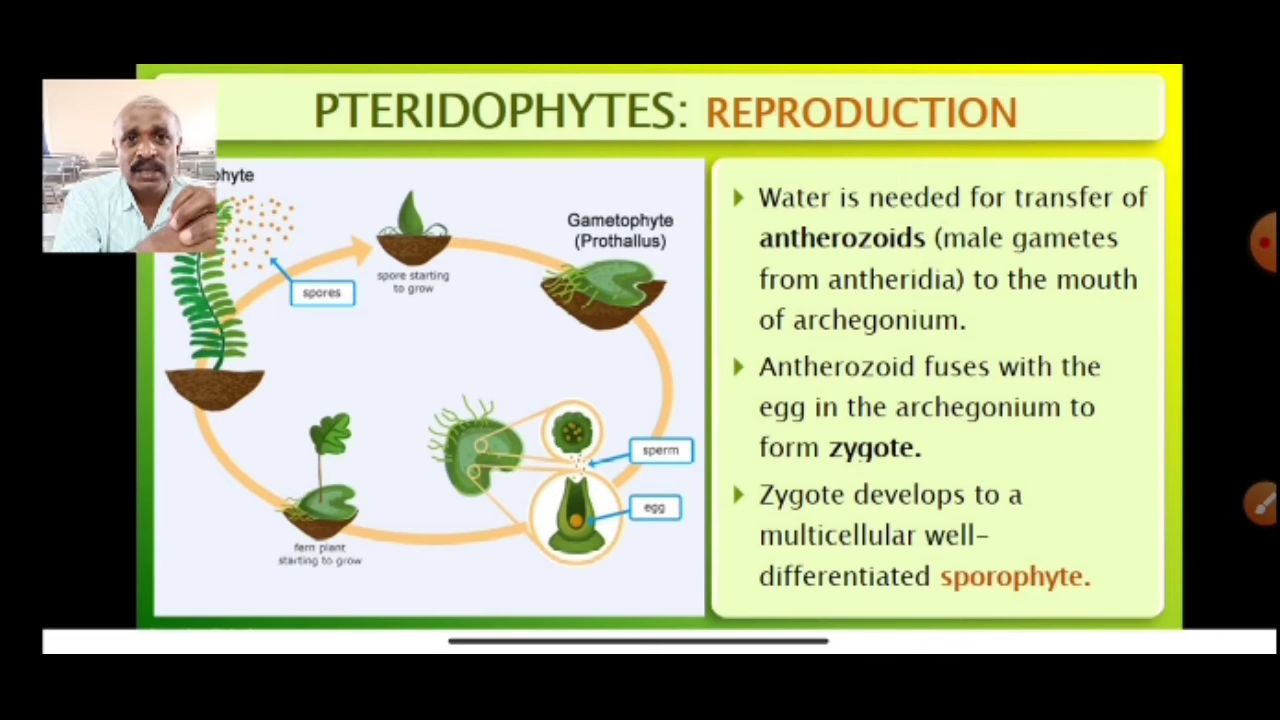 PTERIDOPHYTES: REPRODUCTION
phyte
spores
spore starting
to grow
Gametophyte
(Prothallus)
sperm
egg
fern plant
starting to grow
Water is needed for transfer of
antherozoids (male gametes
from antheridia) to the mouth
of archegonium.
Antherozoid fuses with the
egg in the archegonium to
form zygote.
Zygote develops to a
multicellular well-
differentiated sporophyte.